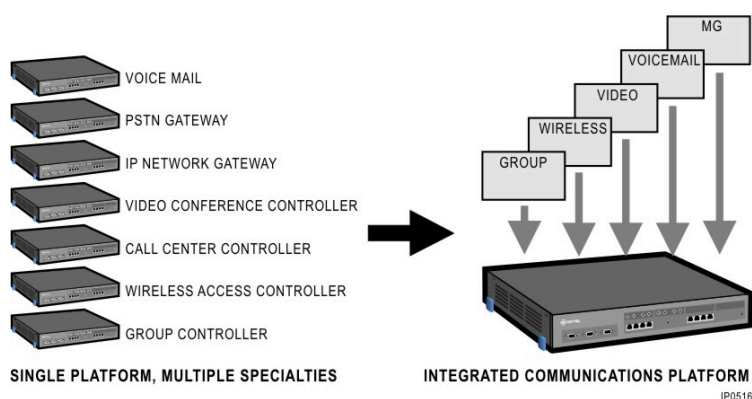 VOICE MAIL
PSTN GATEWAY
IP NETWORK GATEWAY
VIDEO CONFERENCE CONTROLLER
CALL CENTER CONTROLLER
WIRELESS ACCESS CONTROLLER
GROUP CONTROLLER
SINGLE PLATFORM, MULTIPLE SPECIALTIES
MG
VOICEMAIL
VIDEO
WIRELESS
GROUP
MITEL
INTEGRATED COMMUNICATIONS PLATFORM
IP0516